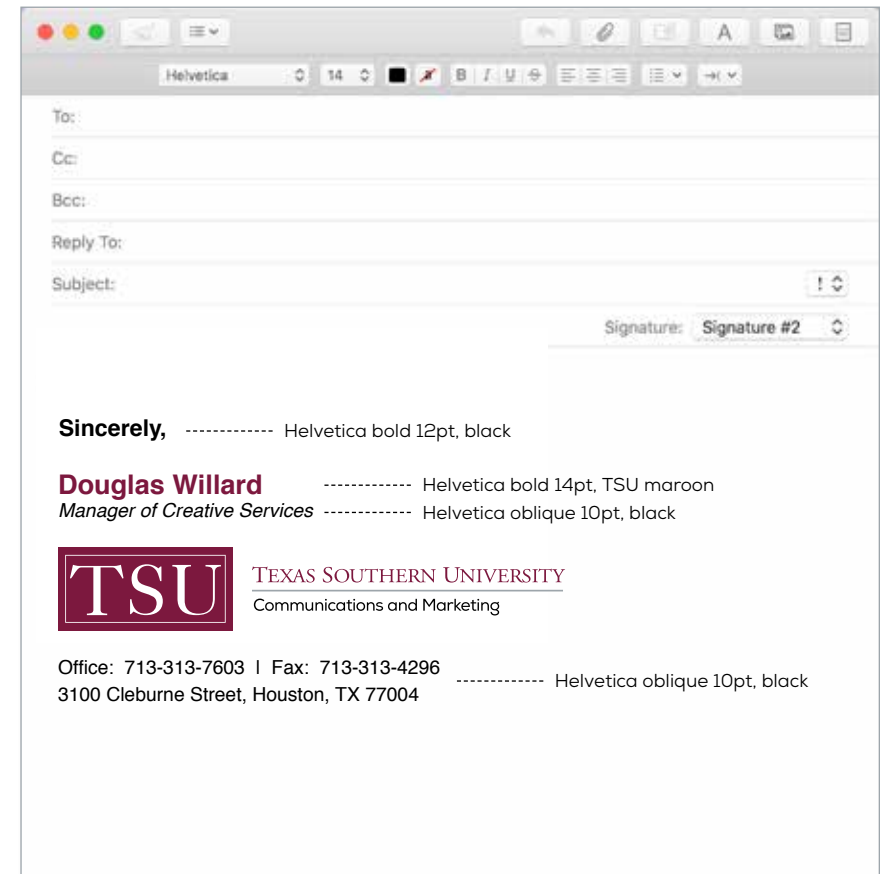 Helvetica 14 B I U S
To:
Cc:
Bcc:
Reply To:
Subject: !
Signature: Signature #2
Sincerely, Helvetica bold 12pt, black
Douglas Willard Helvetica bold 14pt, TSU maroon
Manager of Creative Services Helvetica oblique 10pt, black
TSU
TEXAS SOUTHERN UNIVERSITY
Communications and Marketing
Office: 713-313-7603 | Fax: 713-313-4296
3100 Cleburne Street, Houston, TX 77004
Helvetica oblique 10pt, black